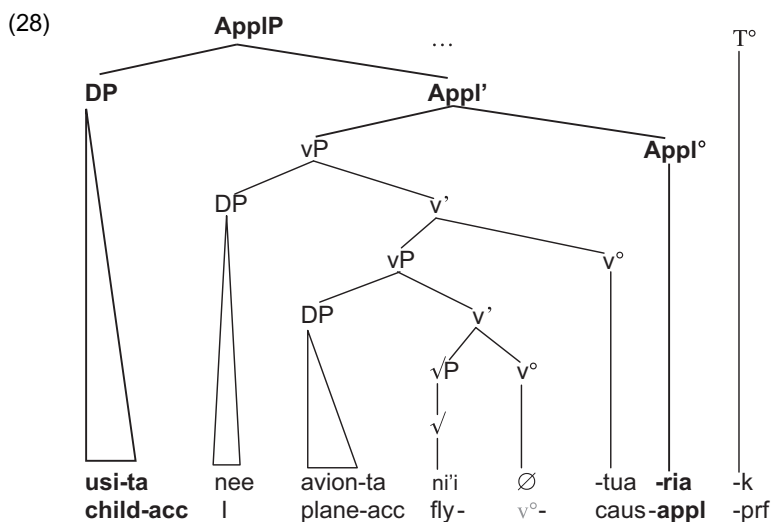 (28) ApplP … T°
DP Appl’
vP Appl°
DP v’
vP v°
DP v’
√P v°
√
usi-ta nee avion-ta ni'i ∅ -tua -ria -k
child-acc I plane-acc fly- v°- caus-appl -prf